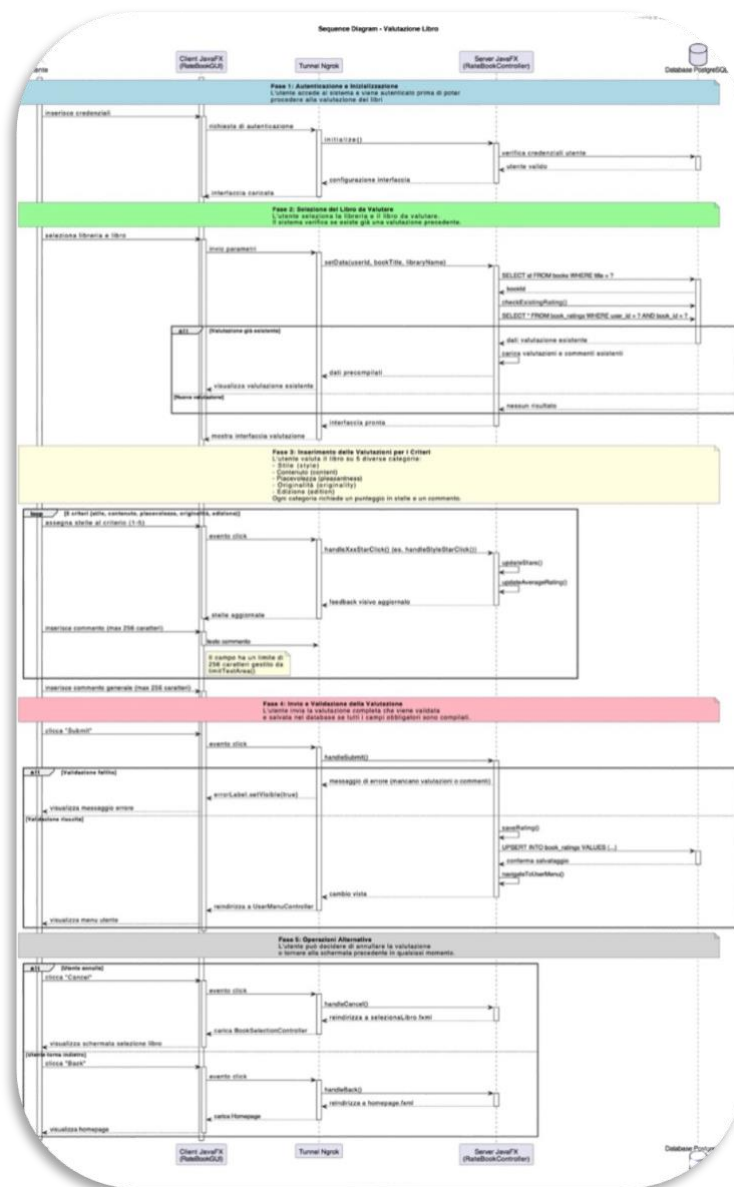 Sequence Diagram - Valutazione Libro
Client JavaFX
(RateBookGUI)
Tunnel Ngrok
Server JavaFX
(RateBookController)
Database PostgreSQL
Fase 1: Autenticazione e Inizializzazione
L'utente accede al sistema e viene autenticato prima di poter
procedere alla valutazione dei libri
inserisce credenziali
richiesta di autenticazione
initialize()
verifica credenziali utente
utente valido
configurazione interfaccia
interfaccia caricata
Fase 2: Selezione del Libro da Valutare
L'utente seleziona la libreria e il libro da valutare.
Il sistema verifica se esiste già una valutazione precedente.
seleziona libreria e libro
invio parametri
setData(userId, bookTitle, libraryName)
SELECT id FROM books WHERE title = ?
bookId
checkExistingRating()
SELECT * FROM book_ratings WHERE user_id = ? AND book_id = ?
alt
[Valutazione già esistente]
dati valutazione esistente
carica valutazioni e commenti esistenti
dati precompilati
visualizza valutazione esistente
[Nuova valutazione]
nessun risultato
interfaccia pronta
mostra interfaccia valutazione
Fase 3: Inserimento delle Valutazioni per i Criteri
L'utente valuta il libro su 5 diverse categorie:
- Stile (style)
- Contenuto (content)
- Piacevolezza (pleasantness)
- Originalità (originality)
- Edizione (edition)
Ogni categoria richiede un punteggio in stelle e un commento.
loop
[5 criteri (stile, contenuto, piacevolezza, originalità, edizione)]
assegna stelle al criterio (1-5)
evento click
handleXxxStarClick() (es. handleStyleStarClick())
updateStars()
updateAverageRating()
feedback visivo aggiornato
stelle aggiornate
inserisce commento (max 256 caratteri)
testo commento
Il campo ha un limite di
256 caratteri gestito da
limitTextArea()
inserisce commento generale (max 256 caratteri)
Fase 4: Invio e Validazione della Valutazione
L'utente invia la valutazione completa che viene validata
e salvata nel database se tutti i campi obbligatori sono compilati.
clicca "Submit"
evento click
handleSubmit()
alt
[Validazione fallita]
messaggio di errore (mancano valutazioni o commenti)
errorLabel.setVisible(true)
visualizza messaggio errore
[Validazione riuscita]
saveRating()
UPSERT INTO book_ratings VALUES (...)
conferma salvataggio
navigateToUserMenu()
cambio vista
reindirizza a UserMenuController
visualizza menu utente
Fase 5: Operazioni Alternative
L'utente può decidere di annullare la valutazione
o tornare alla schermata precedente in qualsiasi momento.
alt
[Utente annulla]
clicca "Cancel"
evento click
handleCancel()
reindirizza a selezionaLibro.fxml
carica BookSelectionController
visualizza schermata selezione libro
[Utente torna indietro]
clicca "Back"
evento click
handleBack()
reindirizza a homepage.fxml
carica Homepage
visualizza homepage
Client JavaFX
(RateBookGUI)
Tunnel Ngrok
Server JavaFX
(RateBookController)